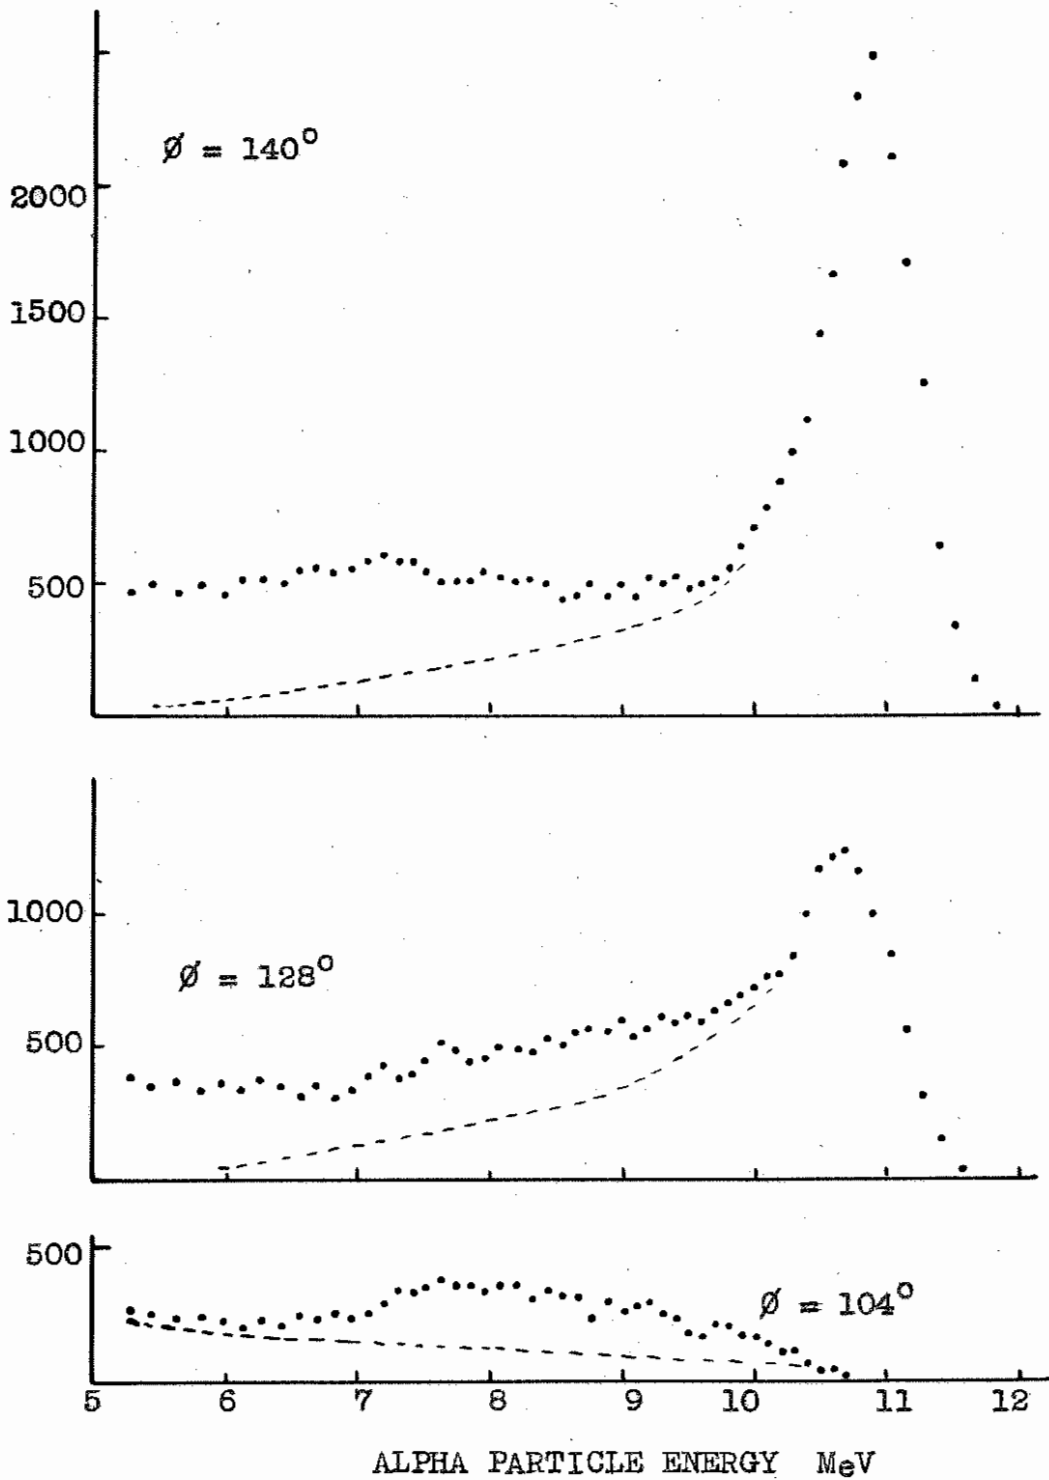 Ø = 140°
2000
1500
1000
500
1000
Ø = 128°
500
500
Ø = 104°
5 6 7 8 9 10 11 12
ALPHA PARTICLE ENERGY MeV